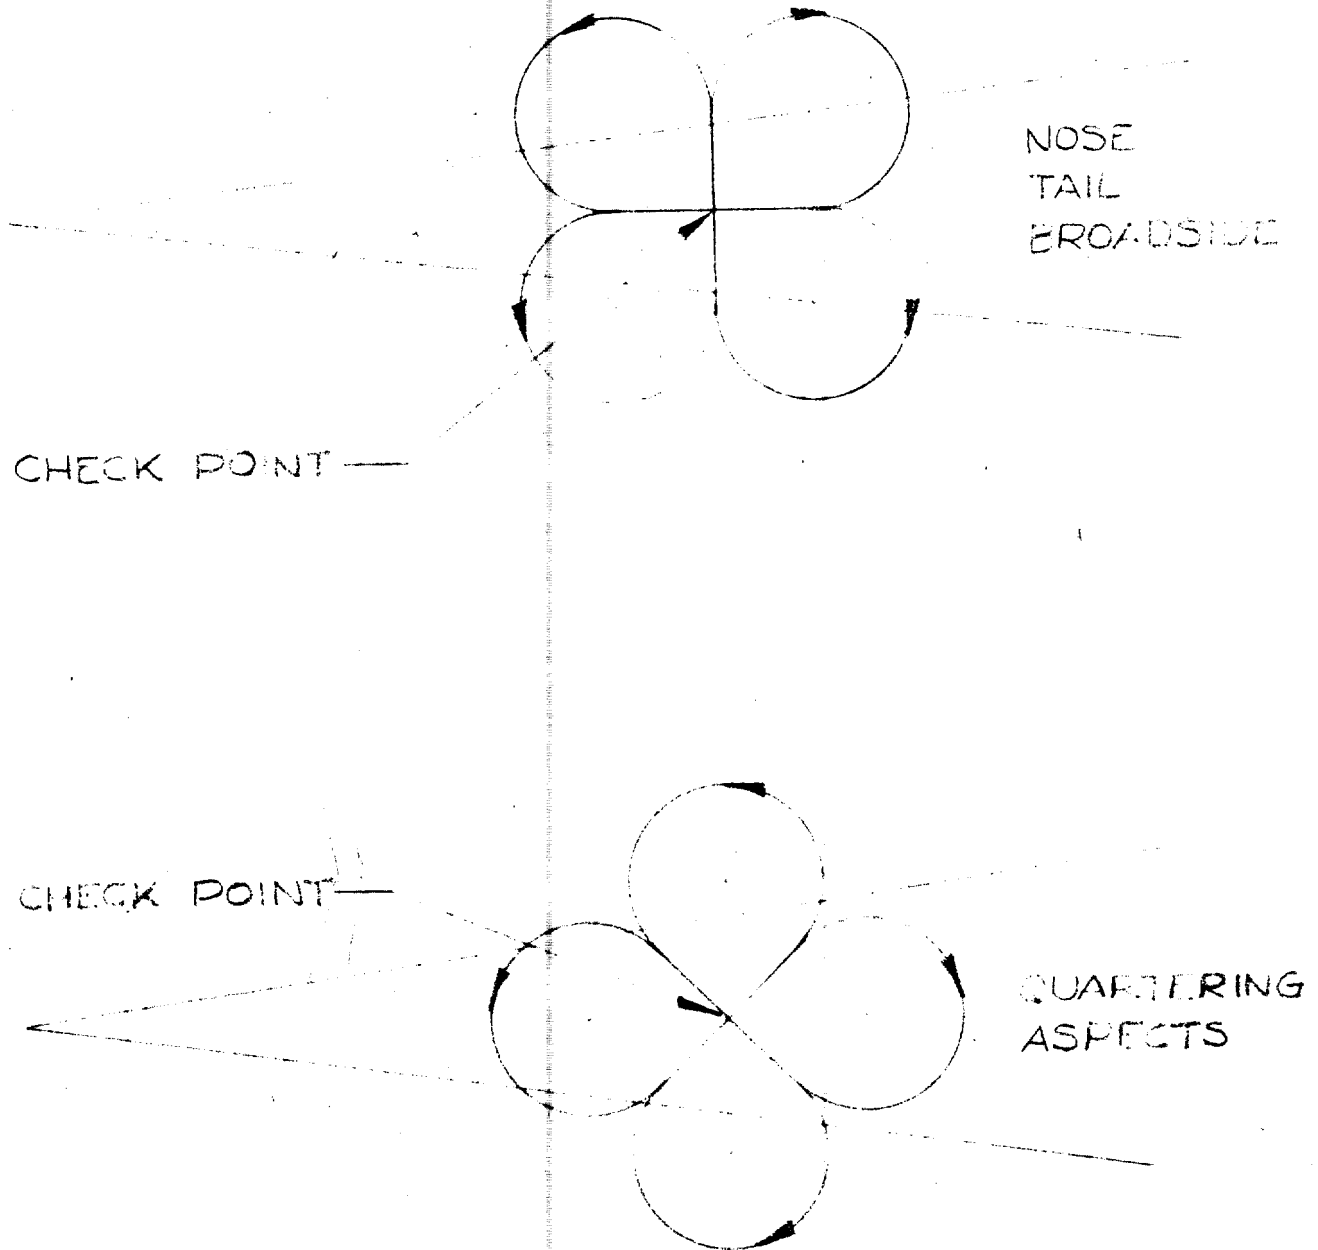 NOSE
TAIL
BROADSIDE
CHECK POINT
CHECK POINT
QUARTERING
ASPECTS